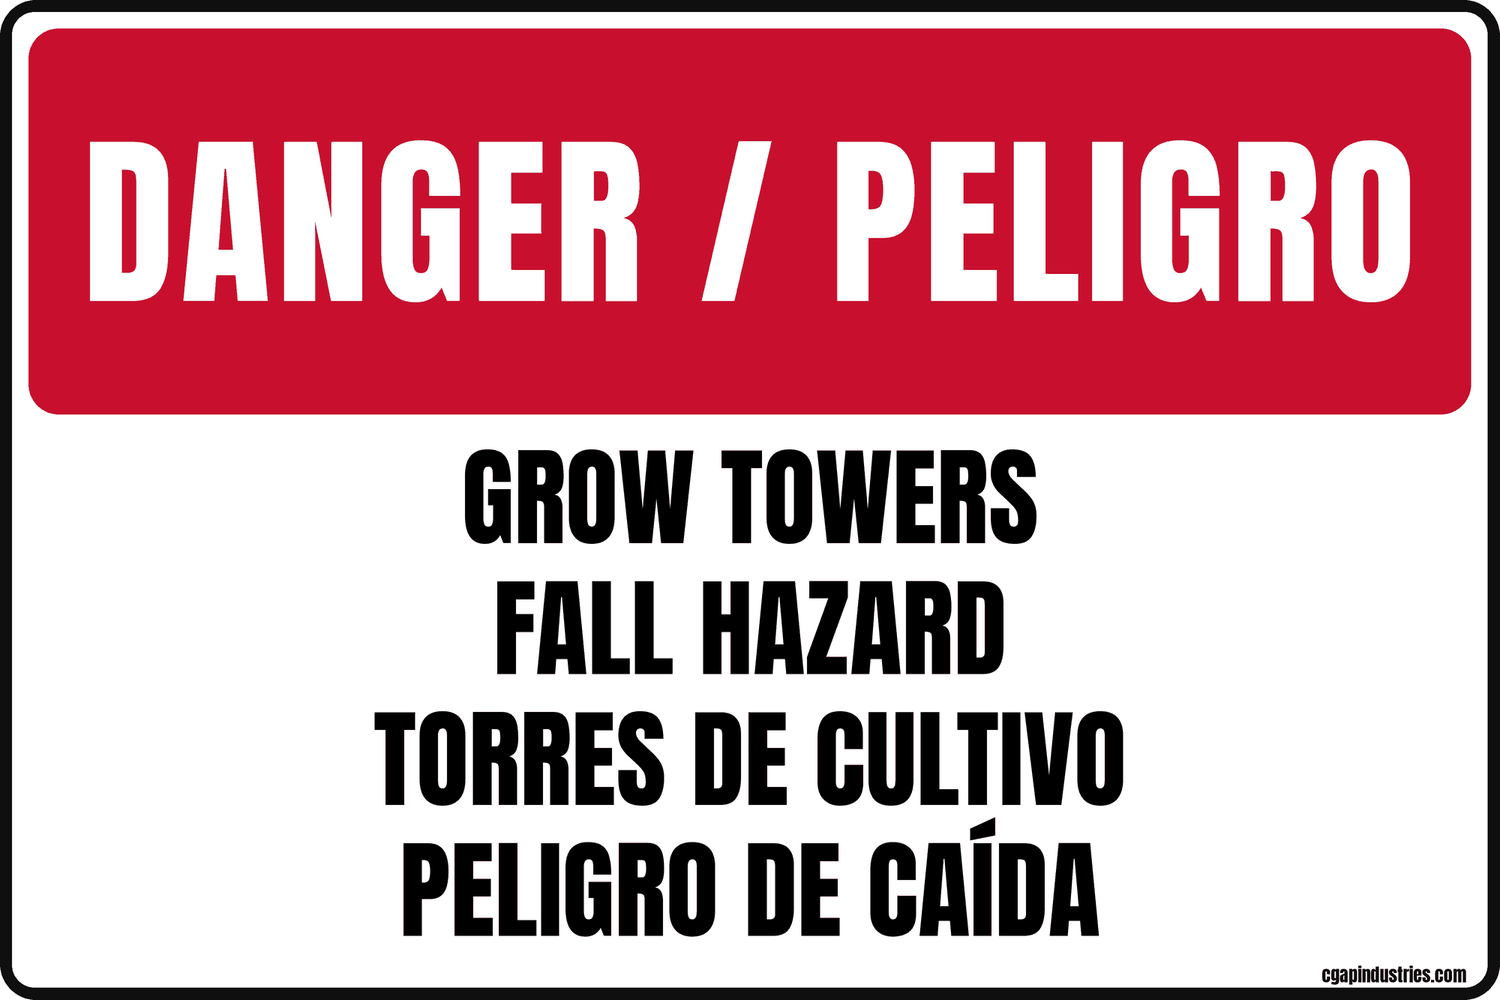 DANGER / PELIGRO
GROW TOWERS
FALL HAZARD
TORRES DE CULTIVO
PELIGRO DE CAÍDA
cgapindustries.com